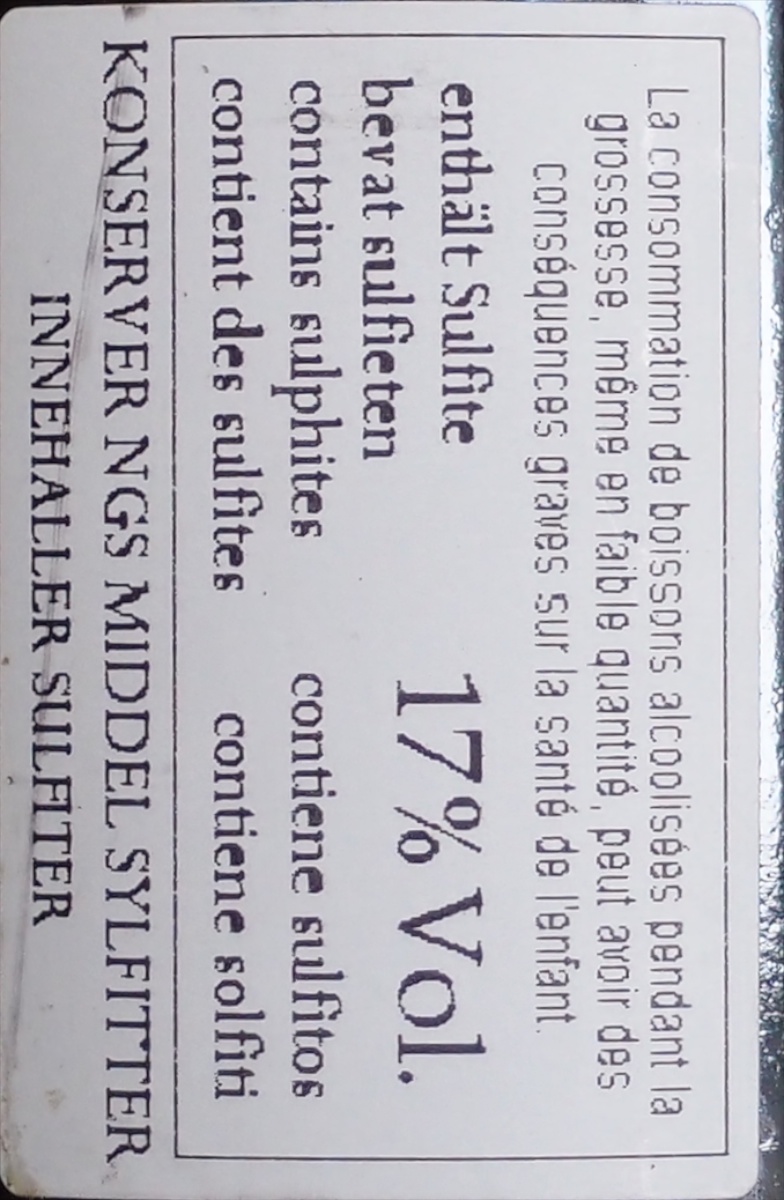 La consommation de boissons alcoolisées pendant la
grossesse, même en faible quantité, peut avoir des
conséquences graves sur la santé de l'enfant.
enthält Sulfite
bevat sulfieten
17% Vol.
contains sulphites
contiene sulfitos
contient des sulfites
contiene solfiti
KONSERVER NGS MIDDEL SYLFITTER
INNEHALLER SULFITER